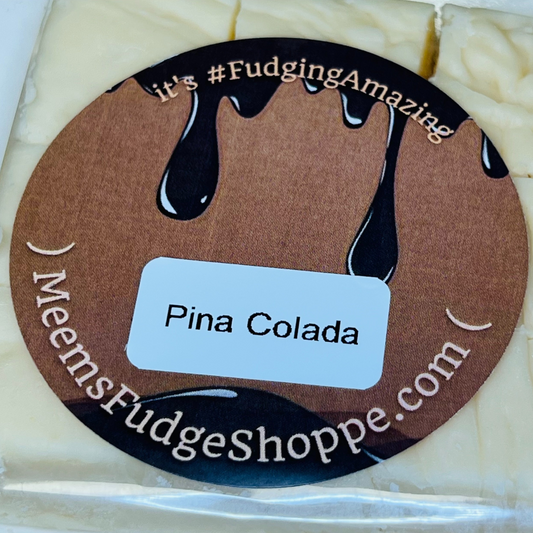 it's #FudgingAmazing
Pina Colada
) MeemsFudgeShoppe.com (